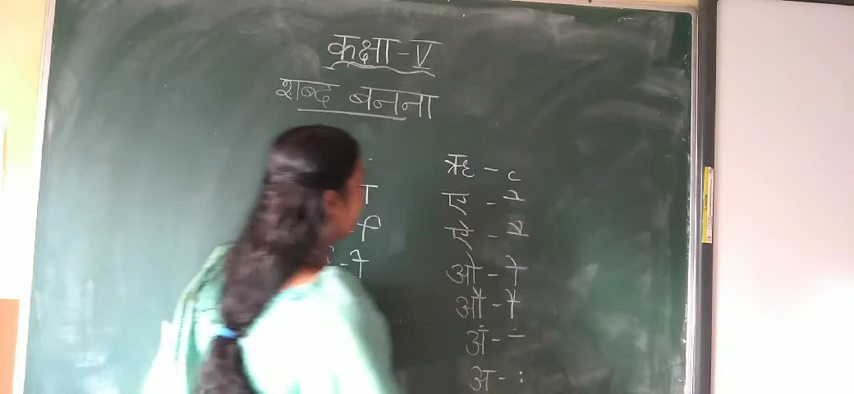 कक्षा - V
शब्द बनना
ा
ि
- ी
ऋ - ृ
ए - े
ऐ - ै
ओ - ो
औ - ौ
अं - ं
अ - :